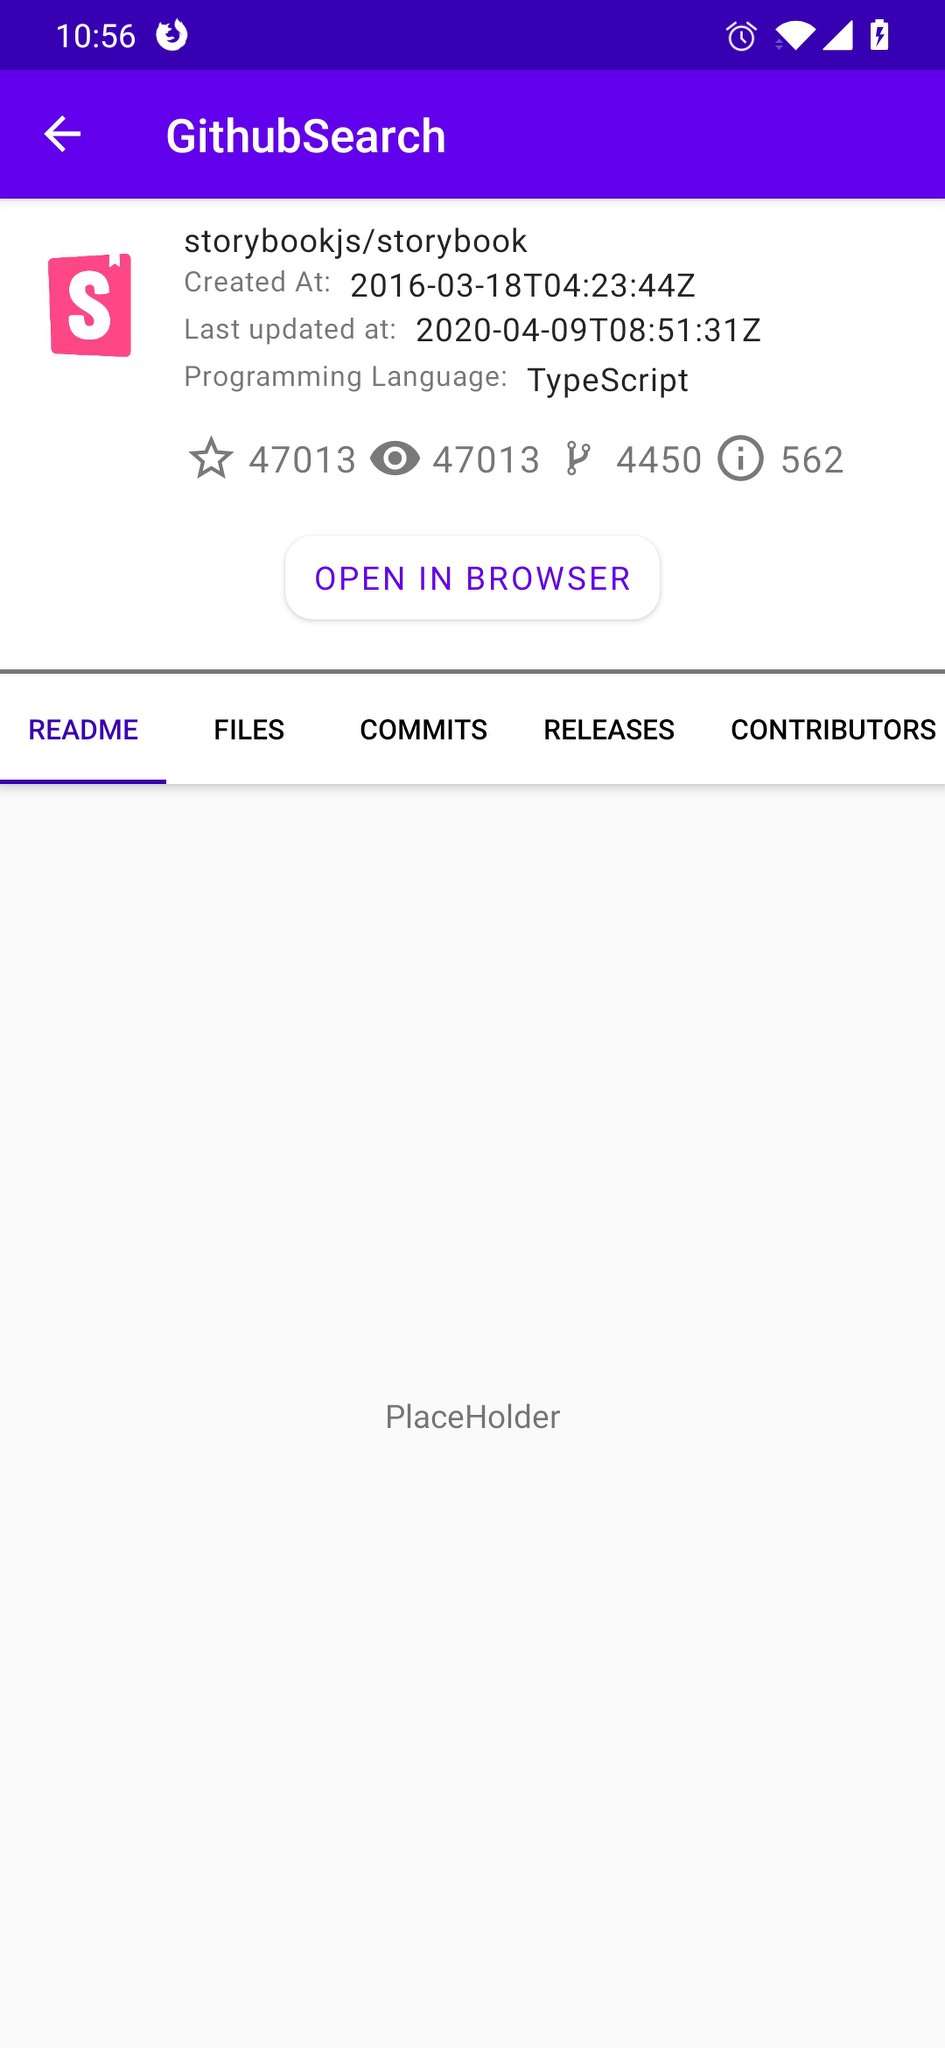 10:56
GithubSearch
S
storybookjs/storybook
Created At: 2016-03-18T04:23:44Z
Last updated at: 2020-04-09T08:51:31Z
Programming Language: TypeScript
47013 47013 4450 562
OPEN IN BROWSER
README FILES COMMITS RELEASES CONTRIBUTORS
PlaceHolder